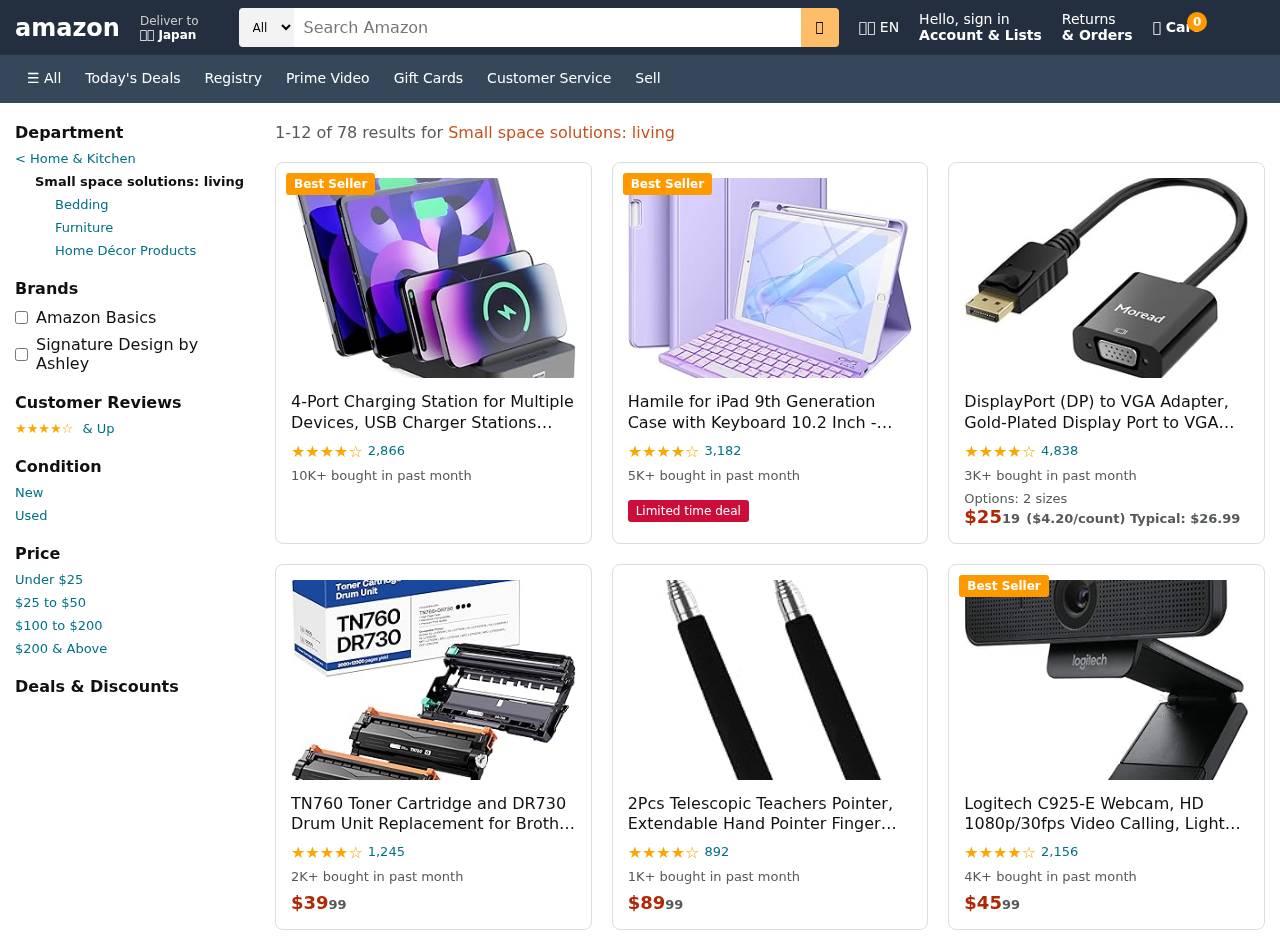 amazon
Deliver to
Japan
All
Search Amazon
EN
Hello, sign in
Account & Lists
Returns
& Orders
Car
0
☰ All
Today's Deals
Registry
Prime Video
Gift Cards
Customer Service
Sell
Department
< Home & Kitchen
Small space solutions: living
Bedding
Furniture
Home Décor Products
Brands
Amazon Basics
Signature Design by
Ashley
Customer Reviews
★★★★☆ & Up
Condition
New
Used
Price
Under $25
$25 to $50
$100 to $200
$200 & Above
Deals & Discounts
1-12 of 78 results for Small space solutions: living
Best Seller
4-Port Charging Station for Multiple
Devices, USB Charger Stations…
★★★★☆ 2,866
10K+ bought in past month
Best Seller
Hamile for iPad 9th Generation
Case with Keyboard 10.2 Inch -…
★★★★☆ 3,182
5K+ bought in past month
Limited time deal
Moread
DisplayPort (DP) to VGA Adapter,
Gold-Plated Display Port to VGA…
★★★★☆ 4,838
3K+ bought in past month
Options: 2 sizes
$2519 ($4.20/count) Typical: $26.99
Toner Cartridge
Drum Unit
TN760
DR730
TN760 Toner Cartridge and DR730
Drum Unit Replacement for Broth…
★★★★☆ 1,245
2K+ bought in past month
$3999
2Pcs Telescopic Teachers Pointer,
Extendable Hand Pointer Finger…
★★★★☆ 892
1K+ bought in past month
$8999
Best Seller
logitech
Logitech C925-E Webcam, HD
1080p/30fps Video Calling, Light…
★★★★☆ 2,156
4K+ bought in past month
$4599